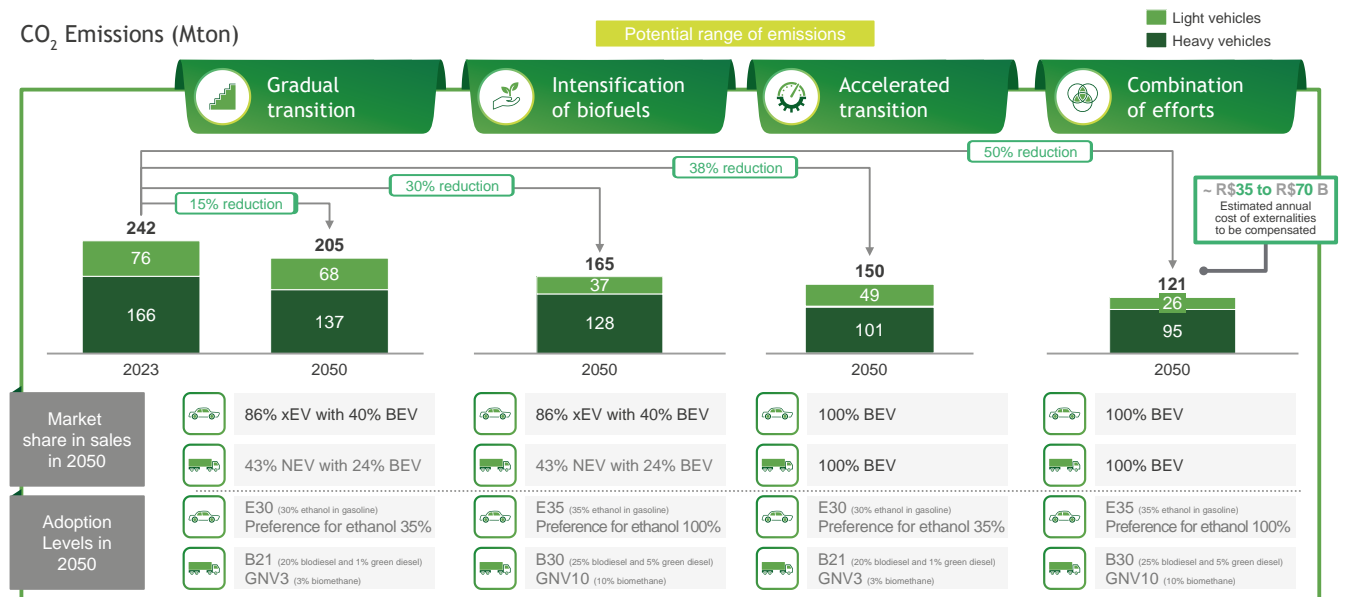 CO2 Emissions (Mton)
Potential range of emissions
Light vehicles
Heavy vehicles
Gradual
transition
Intensification
of biofuels
Accelerated
transition
Combination
of efforts
50% reduction
38% reduction
30% reduction
15% reduction
~ R$35 to R$70 B
Estimated annual
cost of externalities
to be compensated
242
76
166
2023
205
68
137
2050
165
37
128
2050
150
49
101
2050
121
26
95
2050
Market
share in sales
in 2050
86% xEV with 40% BEV
86% xEV with 40% BEV
100% BEV
100% BEV
43% NEV with 24% BEV
43% NEV with 24% BEV
100% BEV
100% BEV
Adoption
Levels in
2050
E30 (30% ethanol in gasoline)
Preference for ethanol 35%
E35 (35% ethanol in gasoline)
Preference for ethanol 100%
E30 (30% ethanol in gasoline)
Preference for ethanol 35%
E35 (35% ethanol in gasoline)
Preference for ethanol 100%
B21 (20% biodiesel and 1% green diesel)
GNV3 (3% biomethane)
B30 (25% biodiesel and 5% green diesel)
GNV10 (10% biomethane)
B21 (20% biodiesel and 1% green diesel)
GNV3 (3% biomethane)
B30 (25% biodiesel and 5% green diesel)
GNV10 (10% biomethane)